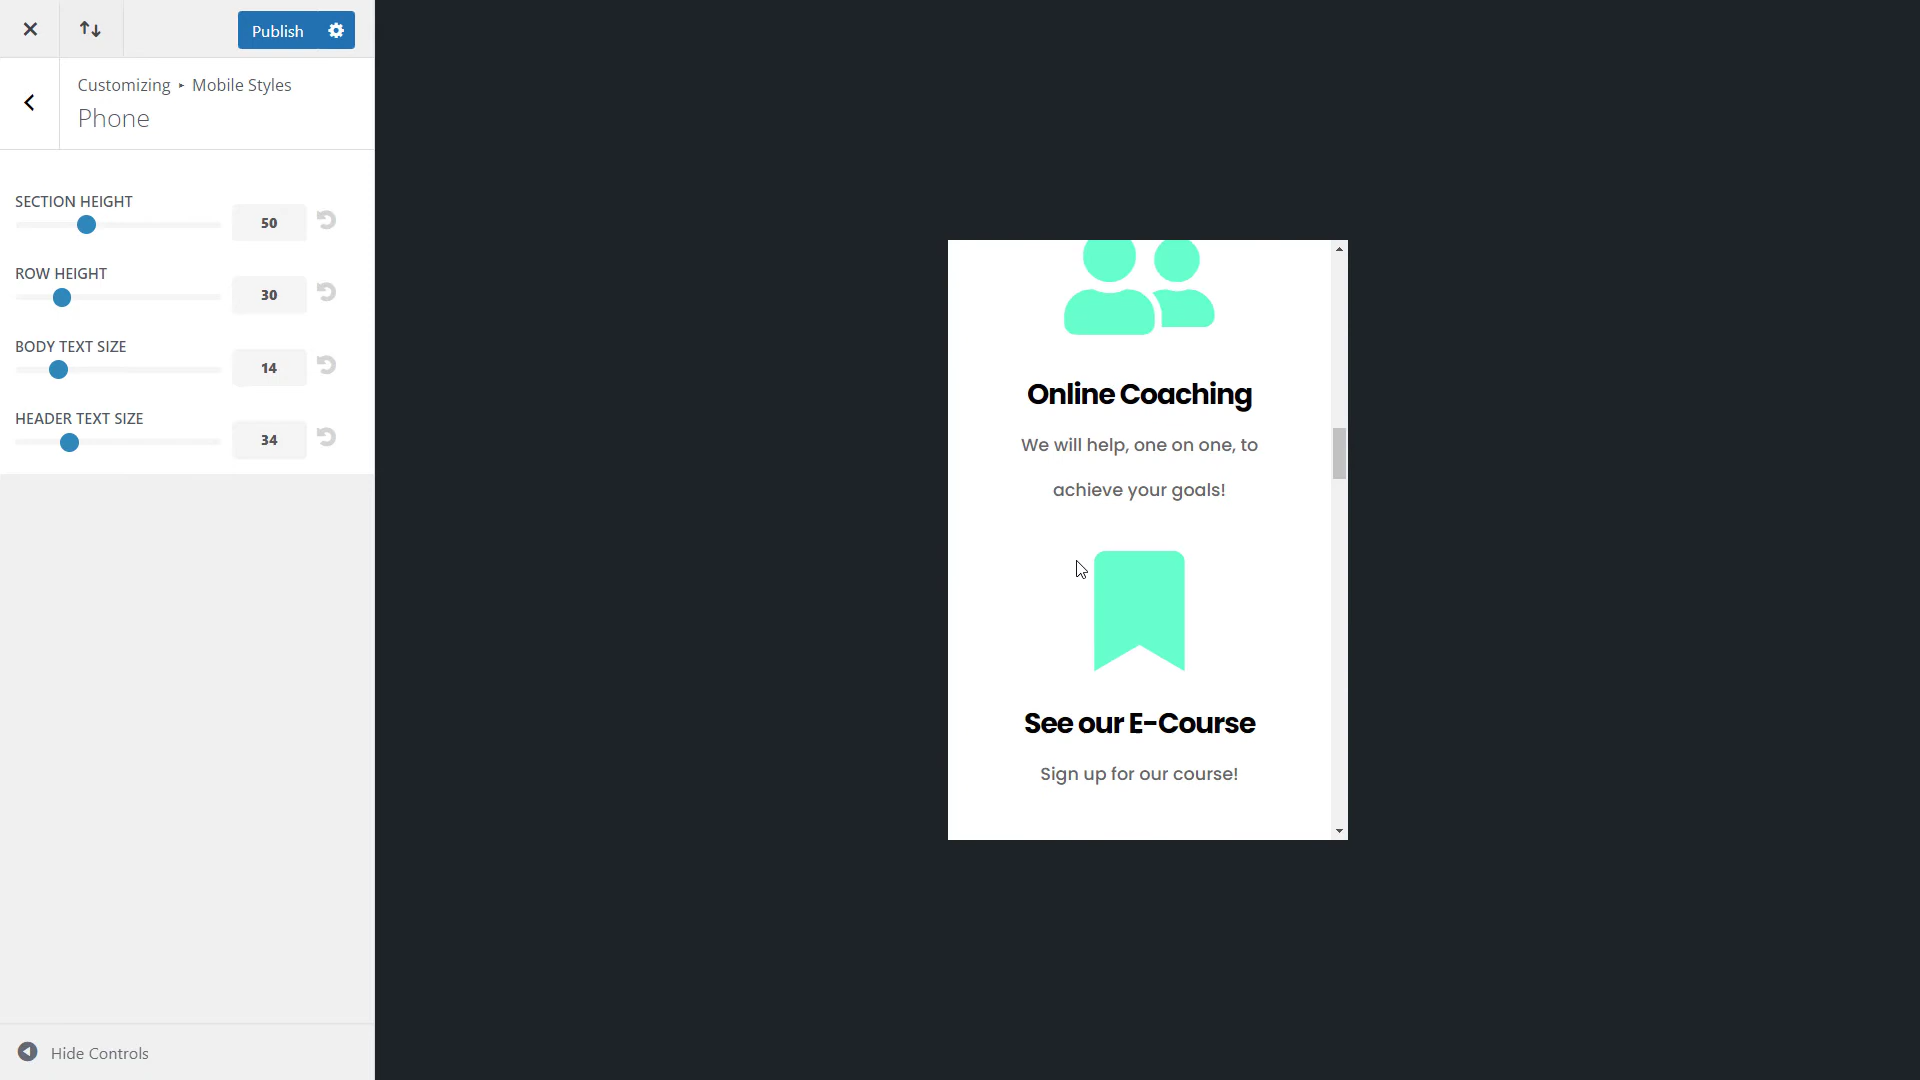 Publish
Customizing ▸ Mobile Styles
Phone
SECTION HEIGHT
50
ROW HEIGHT
30
BODY TEXT SIZE
14
HEADER TEXT SIZE
34
Hide Controls
Online Coaching
We will help, one on one, to
achieve your goals!
See our E-Course
Sign up for our course!